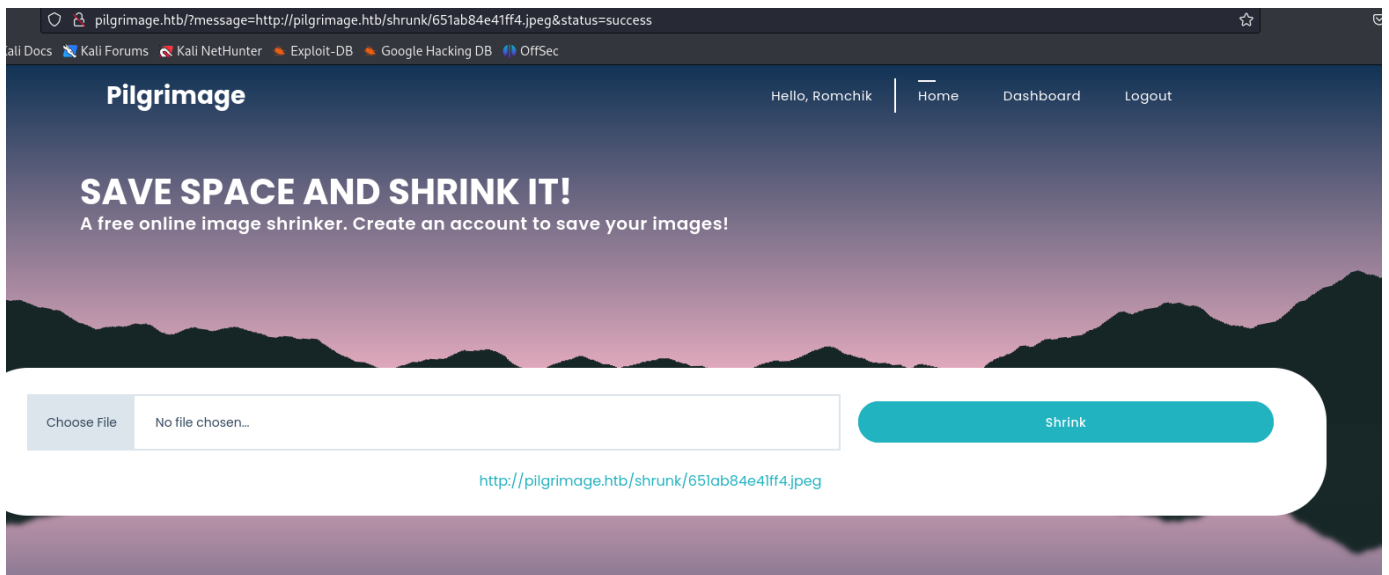 pilgrimage.htb/?message=http://pilgrimage.htb/shrunk/651ab84e41ff4.jpeg&status=success
Kali Docs Kali Forums Kali NetHunter Exploit-DB Google Hacking DB OffSec
Pilgrimage Hello, Romchik Home Dashboard Logout
SAVE SPACE AND SHRINK IT!
A free online image shrinker. Create an account to save your images!
Choose File No file chosen... Shrink
http://pilgrimage.htb/shrunk/651ab84e41ff4.jpeg